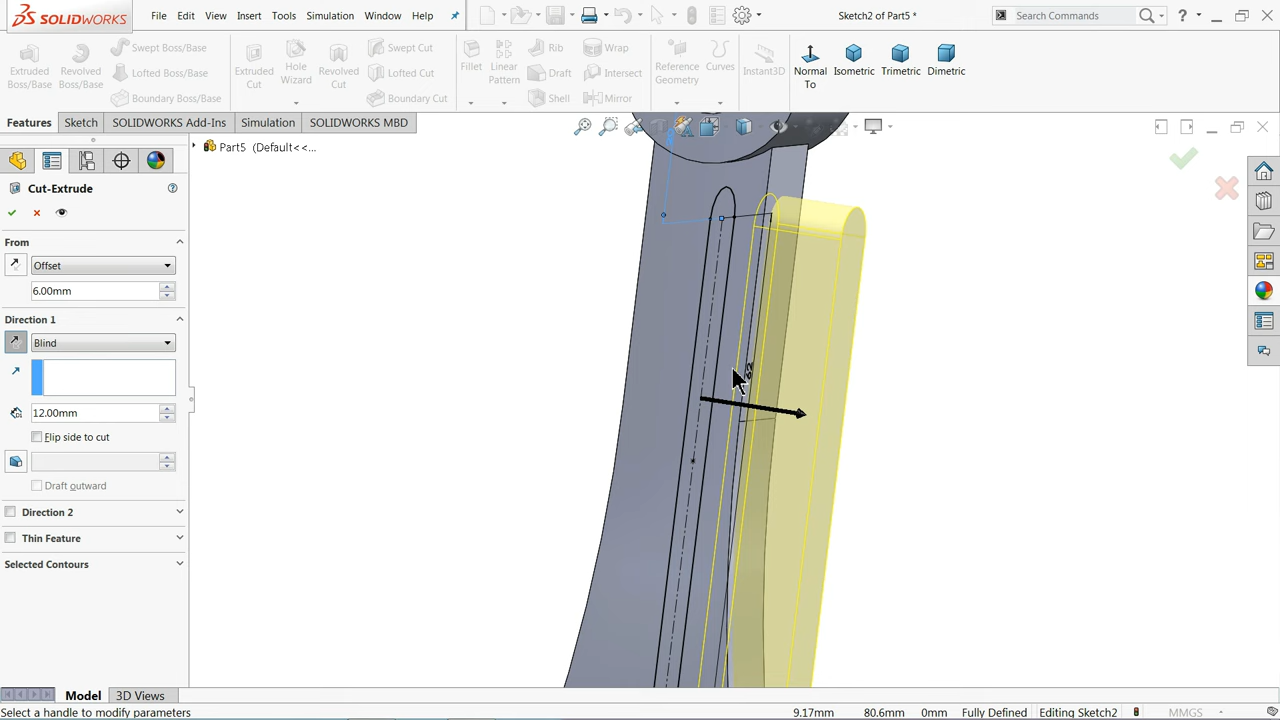 SOLIDWORKS
File Edit View Insert Tools Simulation Window Help
Sketch2 of Part5 *
Search Commands
Extruded Boss/Base
Revolved Boss/Base
Swept Boss/Base
Lofted Boss/Base
Boundary Boss/Base
Extruded Cut
Hole Wizard
Revolved Cut
Swept Cut
Lofted Cut
Boundary Cut
Fillet
Linear Pattern
Rib
Draft
Shell
Wrap
Intersect
Mirror
Reference Geometry
Curves
Instant3D
Normal To
Isometric
Trimetric
Dimetric
Features Sketch SOLIDWORKS Add-Ins Simulation SOLIDWORKS MBD
Part5 (Default<<...
Cut-Extrude
From
Offset
6.00mm
Direction 1
Blind
12.00mm
Flip side to cut
Draft outward
Direction 2
Thin Feature
Selected Contours
Model 3D Views
Select a handle to modify parameters
9.17mm 80.6mm 0mm Fully Defined Editing Sketch2 MMGS